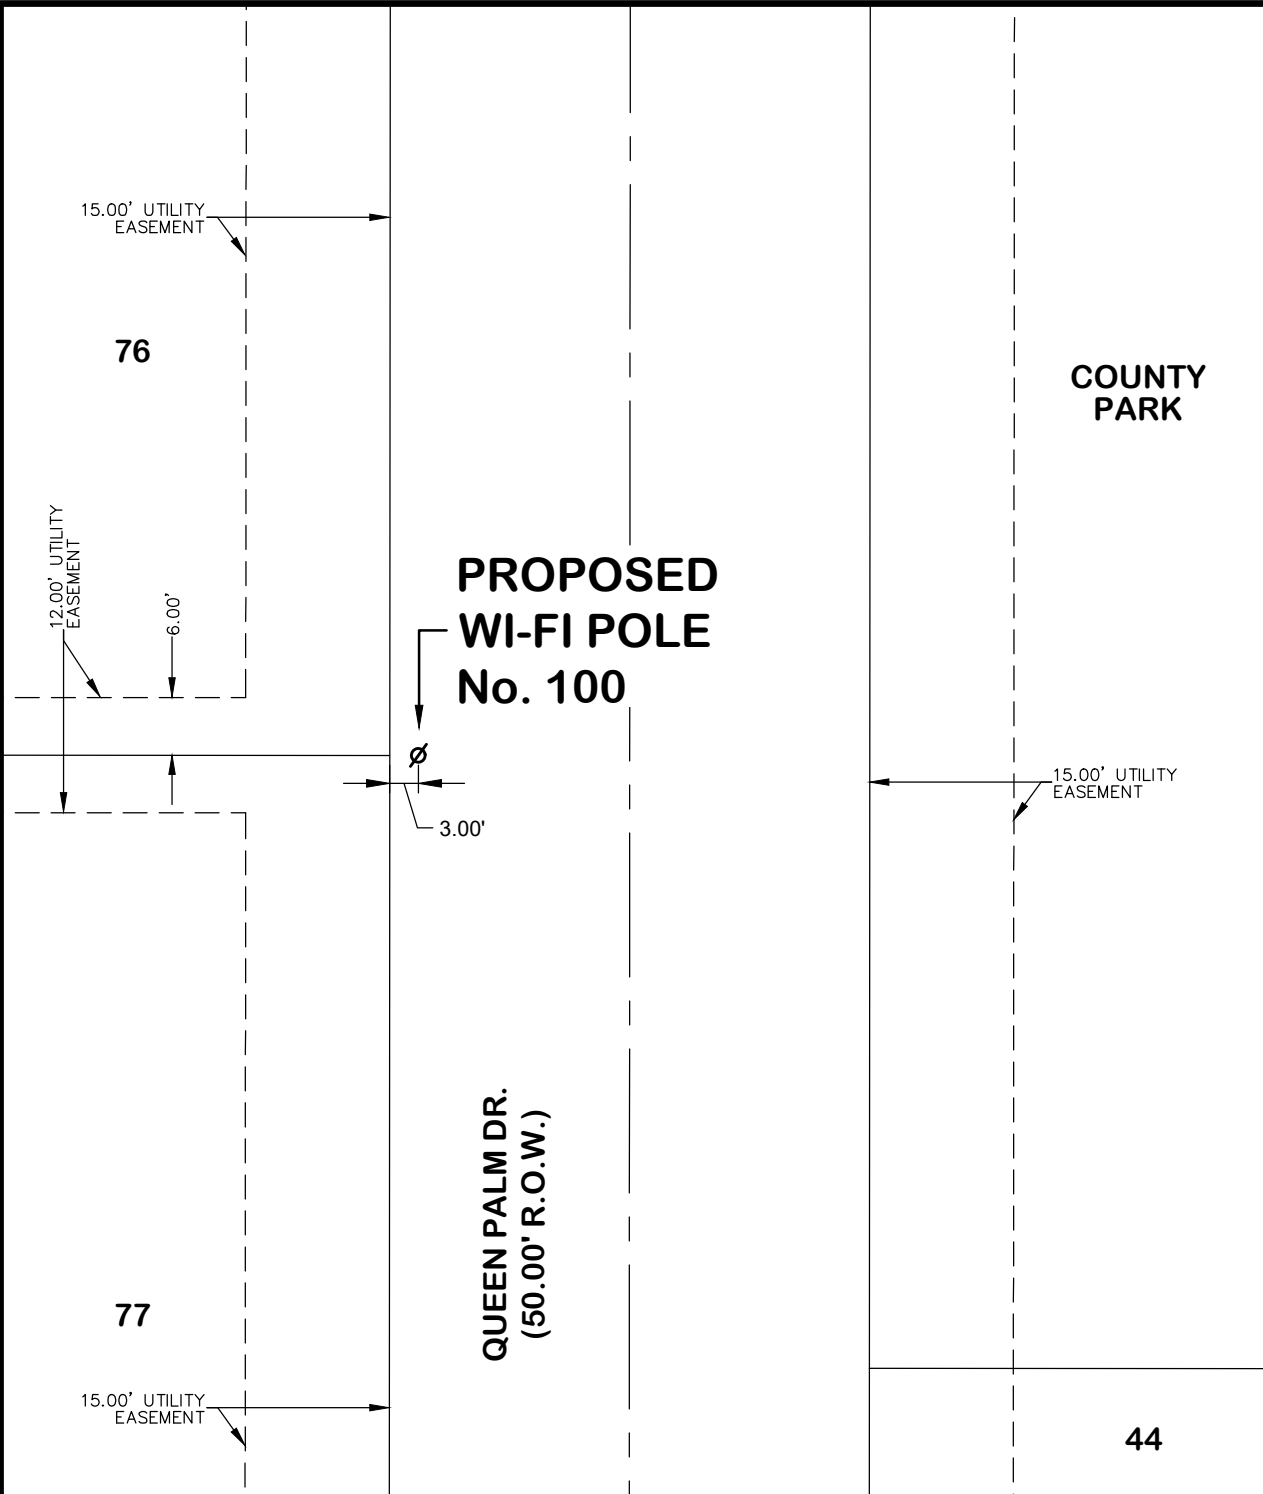 15.00' UTILITY
EASEMENT
76
COUNTY
PARK
12.00' UTILITY
EASEMENT
6.00'
PROPOSED
WI-FI POLE
No. 100
15.00' UTILITY
EASEMENT
3.00'
QUEEN PALM DR.
(50.00' R.O.W.)
77
15.00' UTILITY
EASEMENT
44